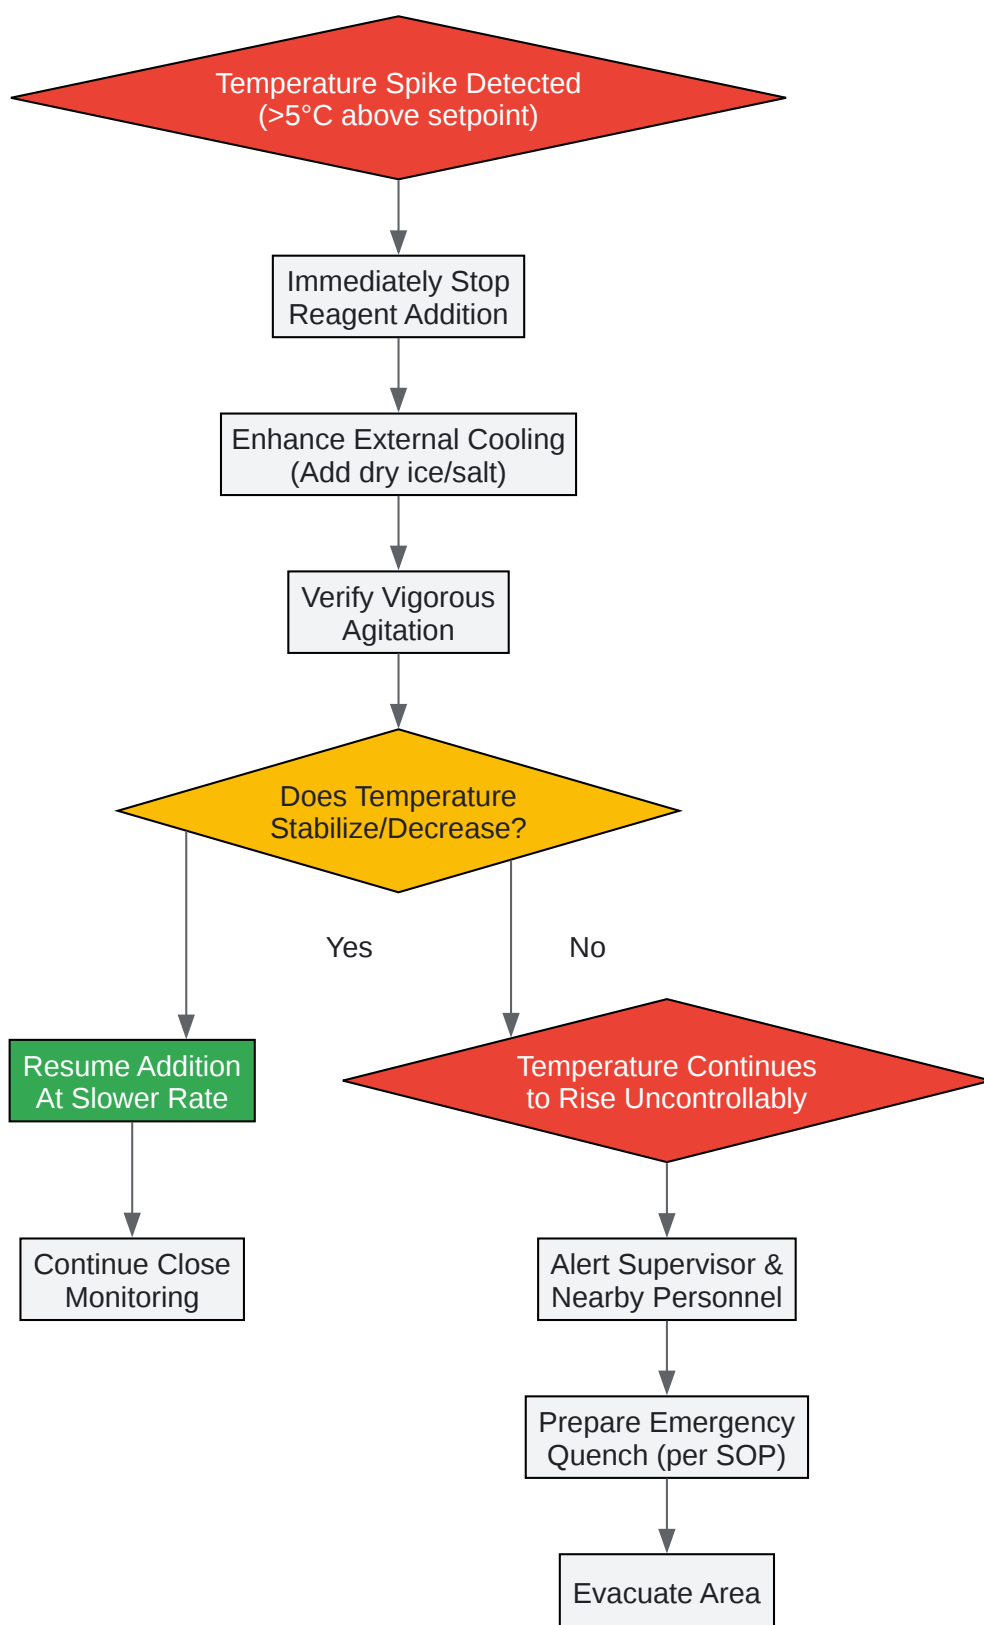 Temperature Spike Detected
(>5°C above setpoint)
Immediately Stop
Reagent Addition
Enhance External Cooling
(Add dry ice/salt)
Verify Vigorous
Agitation
Does Temperature
Stabilize/Decrease?
Yes
No
Resume Addition
At Slower Rate
Temperature Continues
to Rise Uncontrollably
Continue Close
Monitoring
Alert Supervisor &
Nearby Personnel
Prepare Emergency
Quench (per SOP)
Evacuate Area